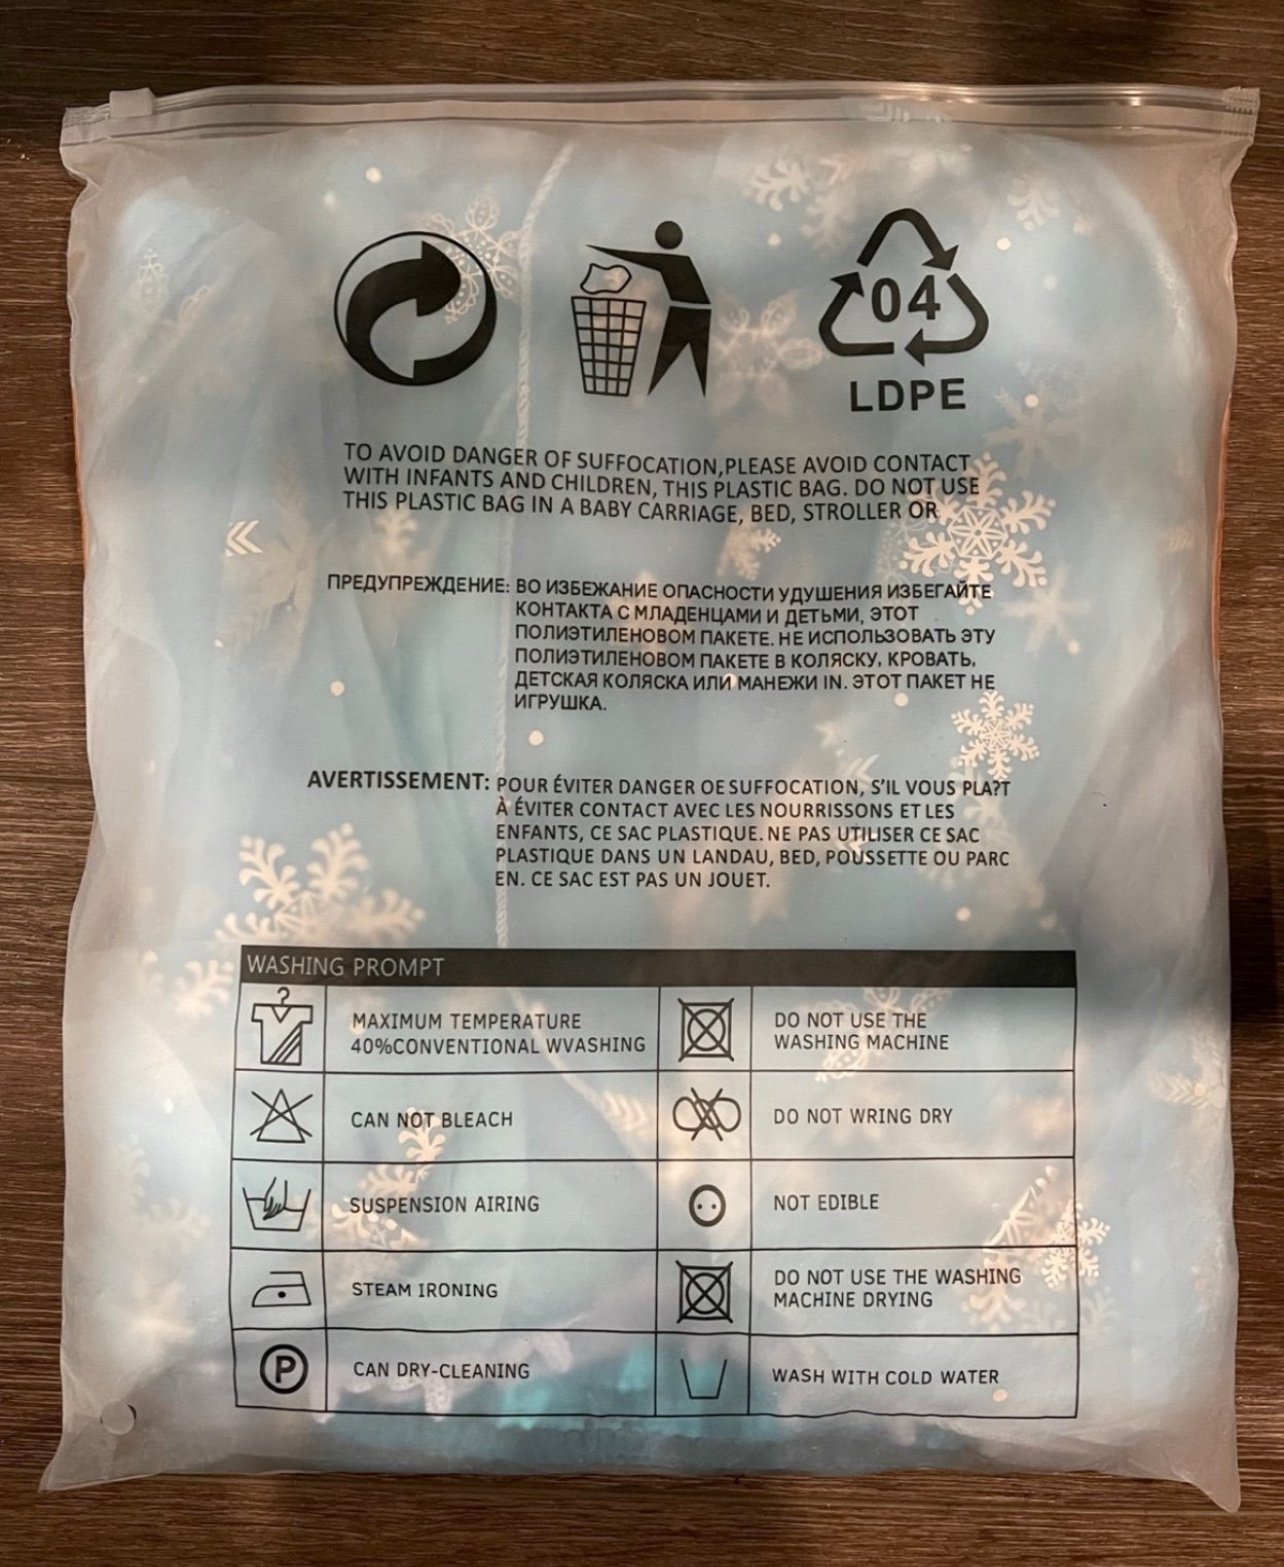 04
LDPE
TO AVOID DANGER OF SUFFOCATION,PLEASE AVOID CONTACT
WITH INFANTS AND CHILDREN, THIS PLASTIC BAG. DO NOT USE
THIS PLASTIC BAG IN A BABY CARRIAGE, BED, STROLLER OR
ПРЕДУПРЕЖДЕНИЕ: ВО ИЗБЕЖАНИЕ ОПАСНОСТИ УДУШЕНИЯ ИЗБЕГАЙТЕ
КОНТАКТА С МЛАДЕНЦАМИ И ДЕТЬМИ, ЭТОТ
ПОЛИЭТИЛЕНОВОМ ПАКЕТЕ. НЕ ИСПОЛЬЗОВАТЬ ЭТУ
ПОЛИЭТИЛЕНОВОМ ПАКЕТЕ В КОЛЯСКУ, КРОВАТЬ,
ДЕТСКАЯ КОЛЯСКА ИЛИ МАНЕЖИ IN. ЭТОТ ПАКЕТ НЕ
ИГРУШКА.
AVERTISSEMENT: POUR ÉVITER DANGER OE SUFFOCATION, S'IL VOUS PLA?T
À ÉVITER CONTACT AVEC LES NOURRISSONS ET LES
ENFANTS, CE SAC PLASTIQUE. NE PAS UTILISER CE SAC
PLASTIQUE DANS UN LANDAU, BED, POUSSETTE OU PARC
EN. CE SAC EST PAS UN JOUET.
WASHING PROMPT
MAXIMUM TEMPERATURE
40%CONVENTIONAL WVASHING
DO NOT USE THE
WASHING MACHINE
CAN NOT BLEACH
DO NOT WRING DRY
SUSPENSION AIRING
NOT EDIBLE
STEAM IRONING
DO NOT USE THE WASHING
MACHINE DRYING
P
CAN DRY-CLEANING
WASH WITH COLD WATER